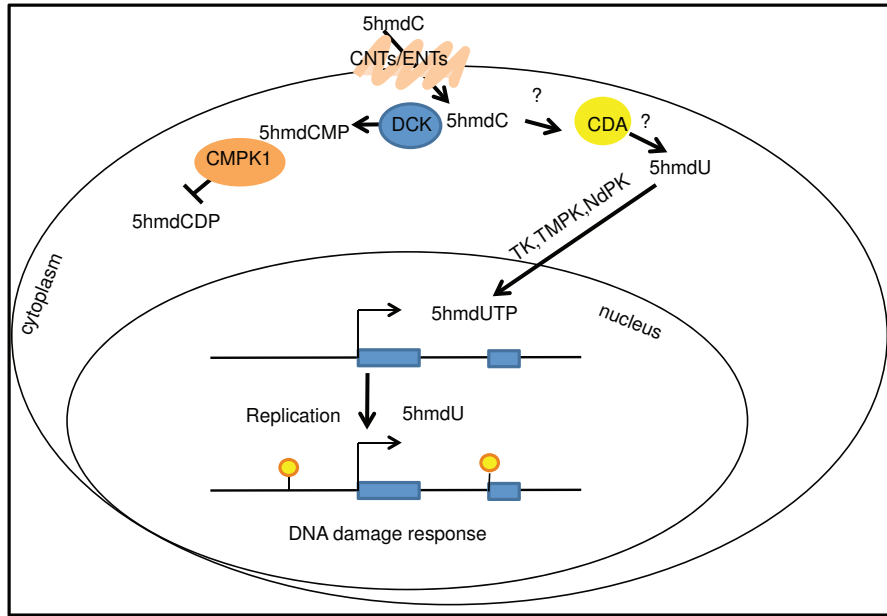 5hmdC
CNTs/ENTs
?
5hmdCMP
DCK
5hmdC
CDA
?
CMPK1
5hmdU
5hmdCDP
TK,TMPK,NdPK
cytoplasm
nucleus
5hmdUTP
Replication
5hmdU
DNA damage response